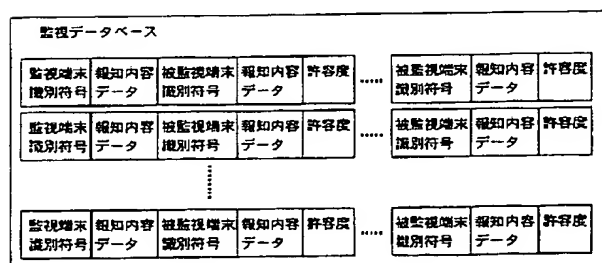 監視データベース
監視端末 報知内容 被監視端末 報知内容 許容度 ..... 被監視端末 報知内容 許容度
識別符号 データ 識別符号 データ 識別符号 データ
監視端末 報知内容 被監視端末 報知内容 許容度 ..... 被監視端末 報知内容 許容度
識別符号 データ 識別符号 データ 識別符号 データ
監視端末 報知内容 被監視端末 報知内容 許容度 ..... 被監視端末 報知内容 許容度
識別符号 データ 識別符号 データ 識別符号 データ